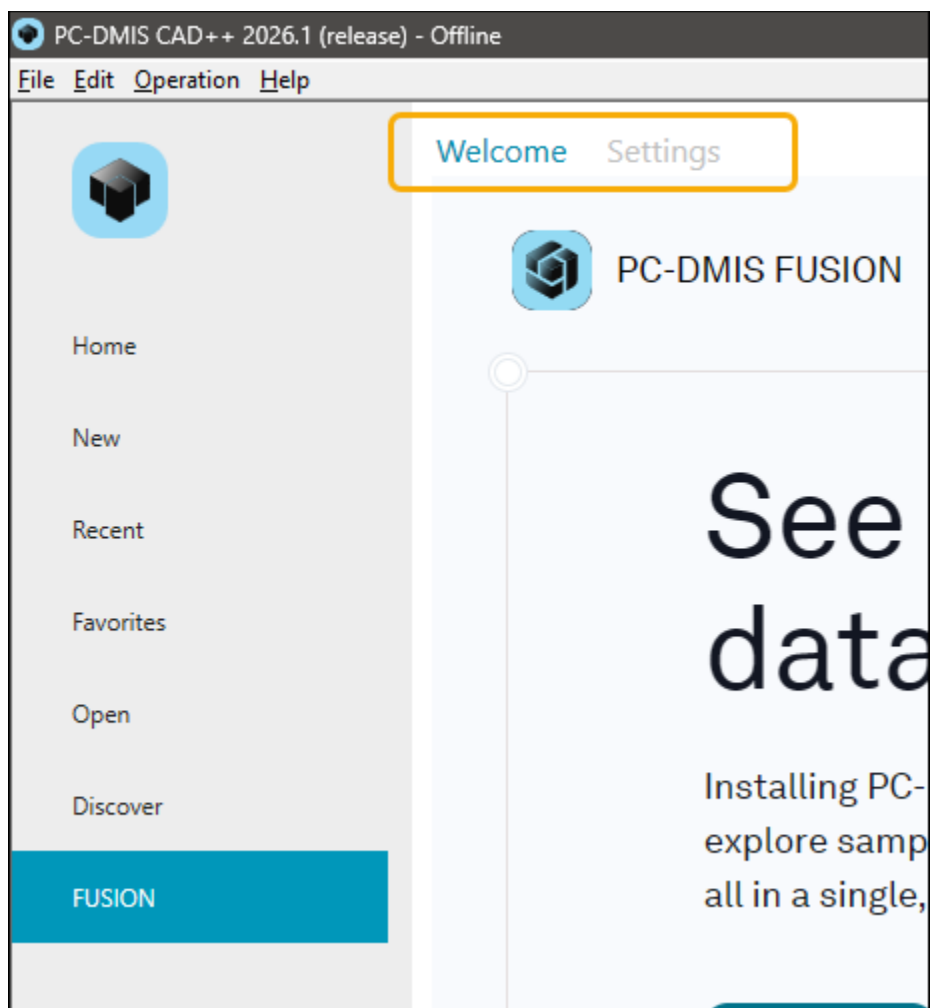 PC-DMIS CAD++ 2026.1 (release) - Offline
File Edit Operation Help
Welcome Settings
PC-DMIS FUSION
Home
New
Recent
Favorites
Open
Discover
FUSION
See
data
Installing PC-
explore samp
all in a single,